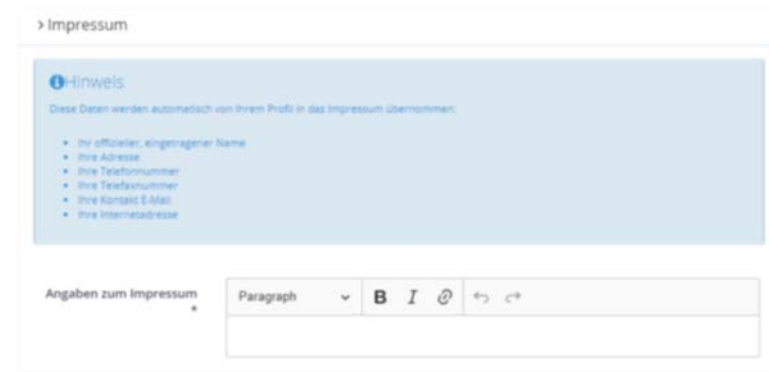 > Impressum
Hinweis
Diese Daten werden automatisch von Ihrem Profil in das Impressum übernommen:
• Ihr offizieller, eingetragener Name
• Ihre Adresse
• Ihre Telefonnummer
• Ihre Telefaxnummer
• Ihre Kontakt E-Mail
• Ihre Internetadresse
Angaben zum Impressum
*
Paragraph B I